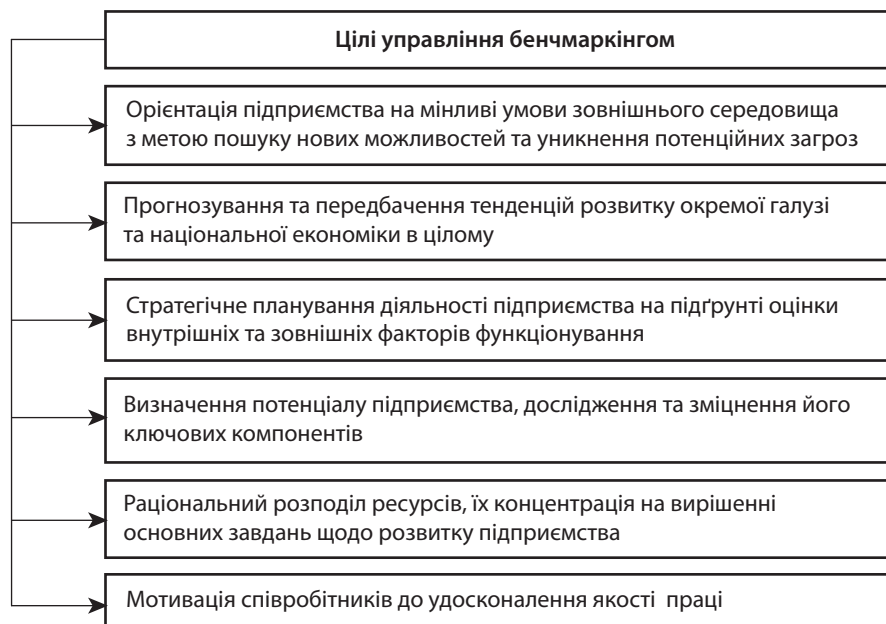 Цілі управління бенчмаркінгом
Орієнтація підприємства на мінливі умови зовнішнього середовища
з метою пошуку нових можливостей та уникнення потенційних загроз
Прогнозування та передбачення тенденцій розвитку окремої галузі
та національної економіки в цілому
Стратегічне планування діяльності підприємства на підґрунті оцінки
внутрішніх та зовнішніх факторів функціонування
Визначення потенціалу підприємства, дослідження та зміцнення його
ключових компонентів
Раціональний розподіл ресурсів, їх концентрація на вирішенні
основних завдань щодо розвитку підприємства
Мотивація співробітників до удосконалення якості праці